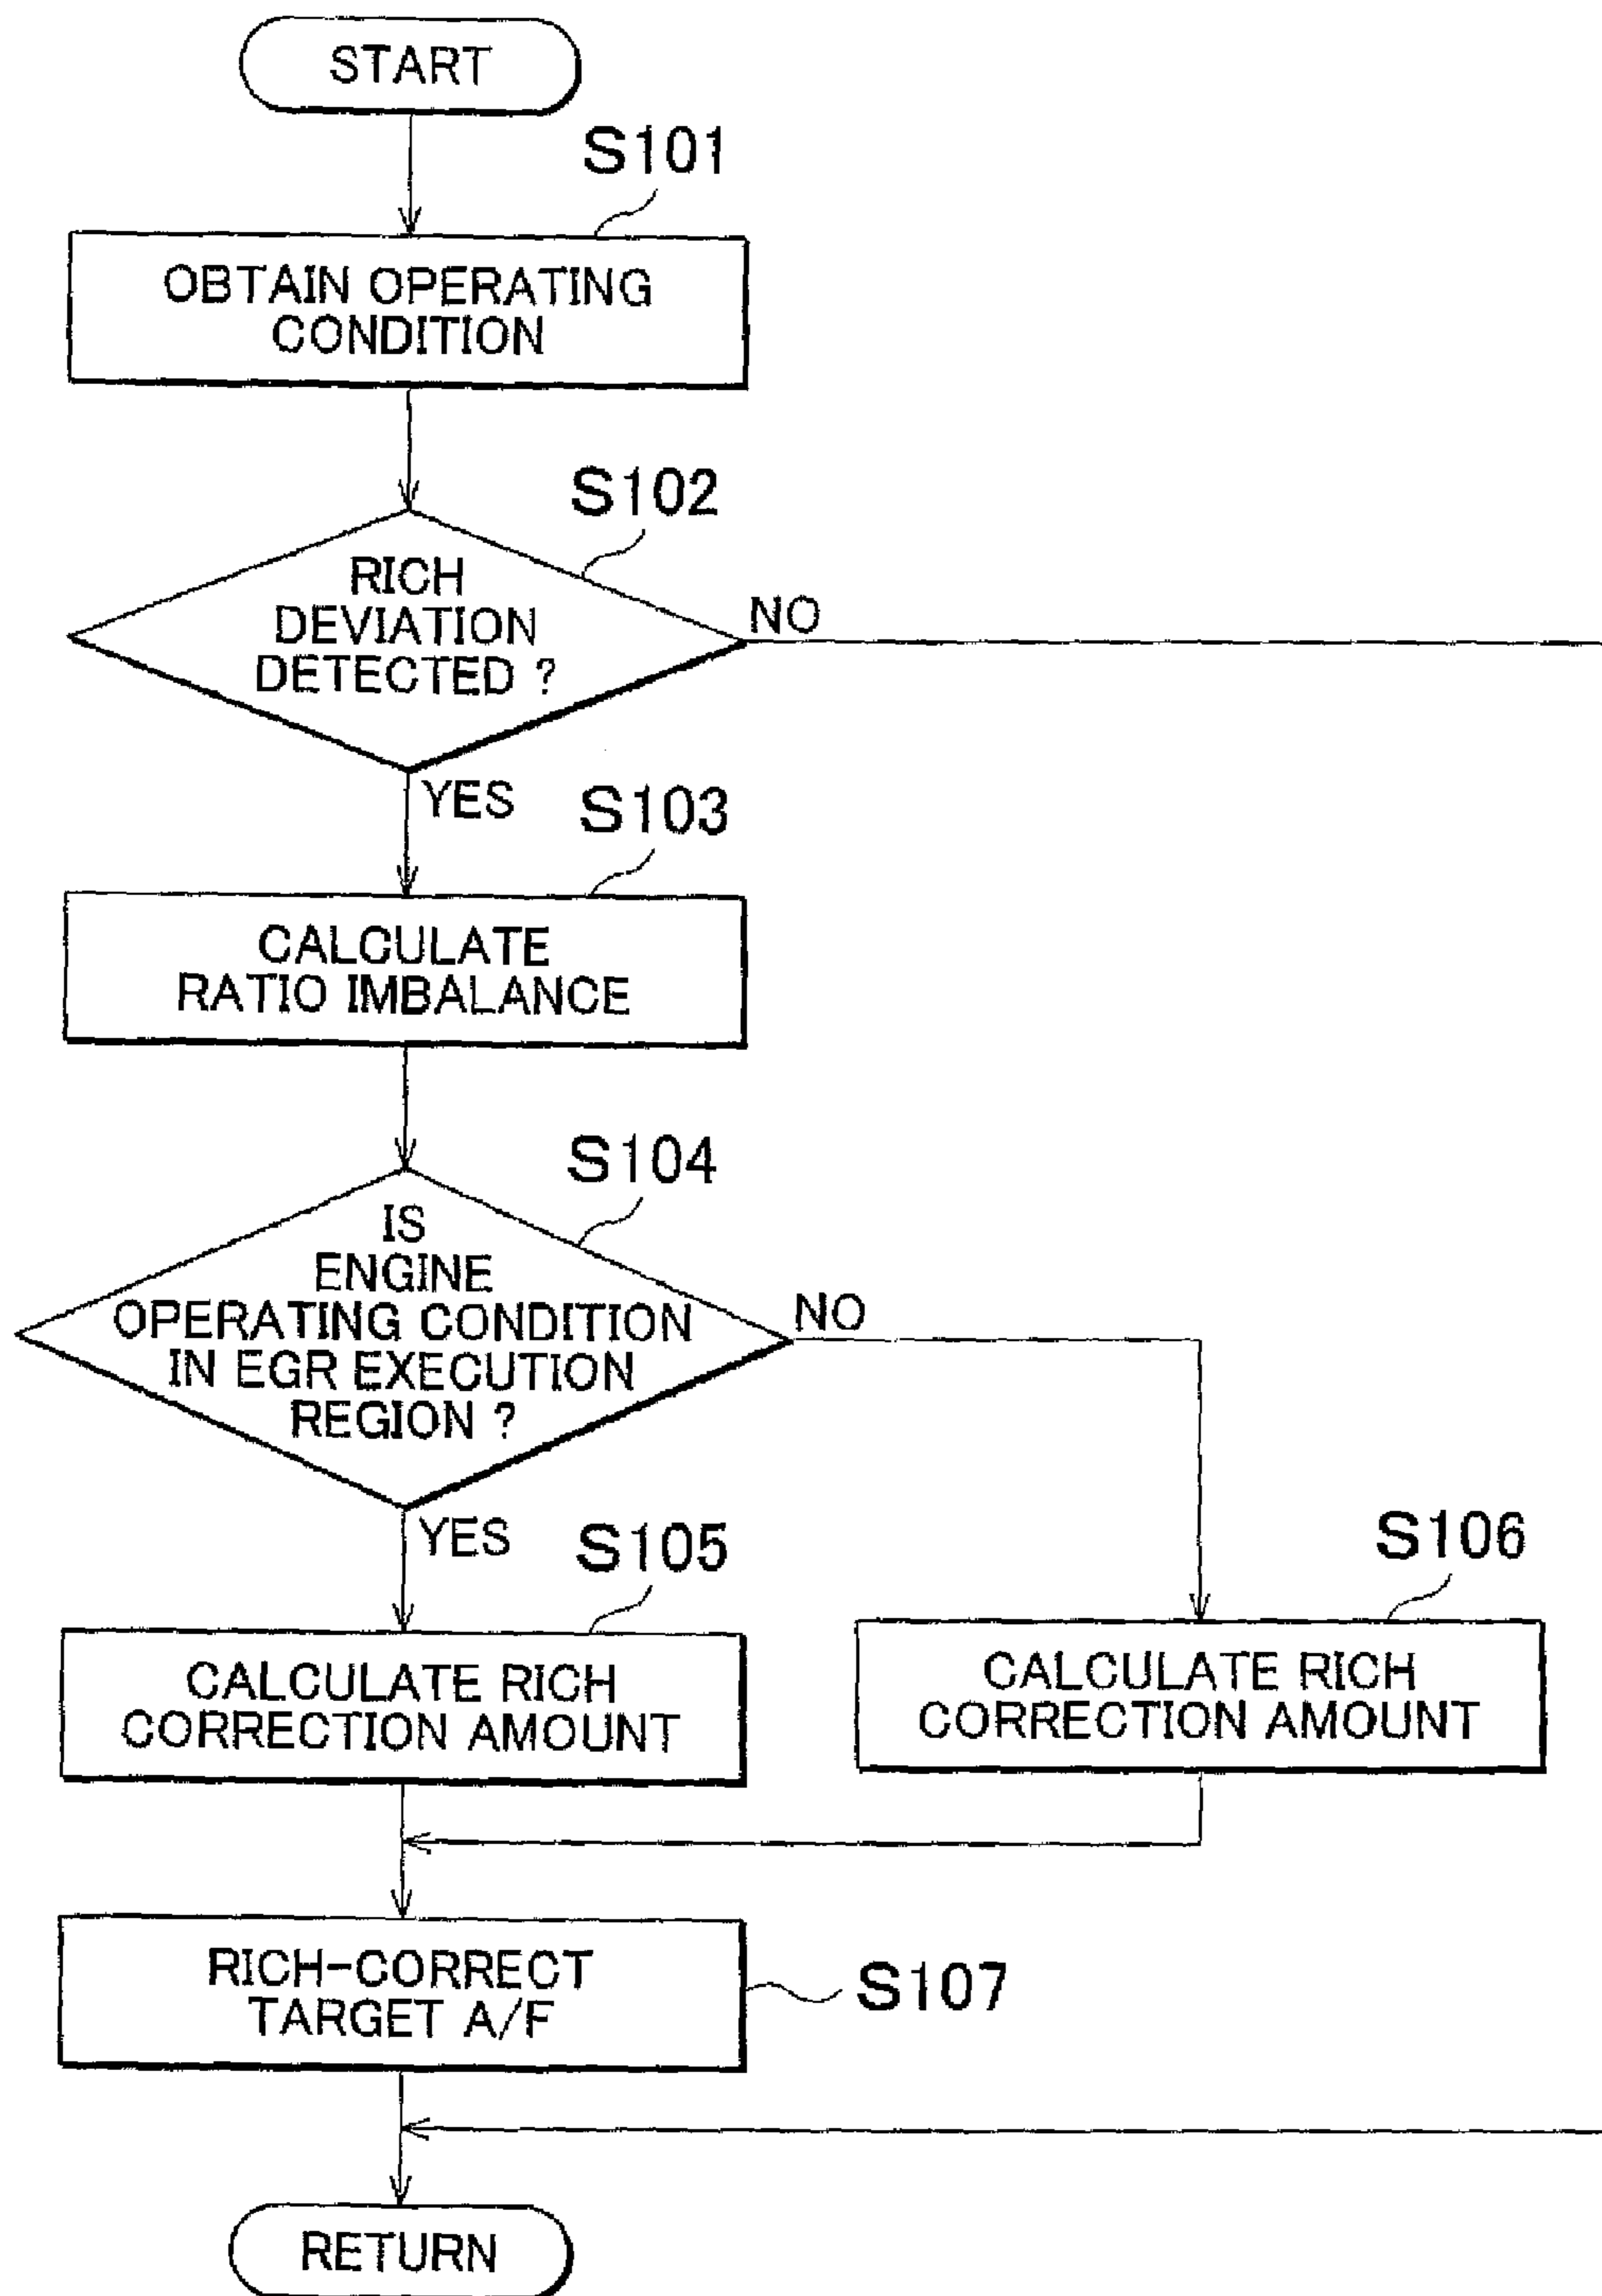 START
S101
OBTAIN OPERATING
CONDITION
S102
RICH
DEVIATION
DETECTED ?
NO
YES
S103
CALCULATE
RATIO IMBALANCE
S104
IS
ENGINE
OPERATING CONDITION
IN EGR EXECUTION
REGION ?
NO
YES
S105
S106
CALCULATE RICH
CORRECTION AMOUNT
CALCULATE RICH
CORRECTION AMOUNT
RICH-CORRECT
TARGET A/F
S107
RETURN